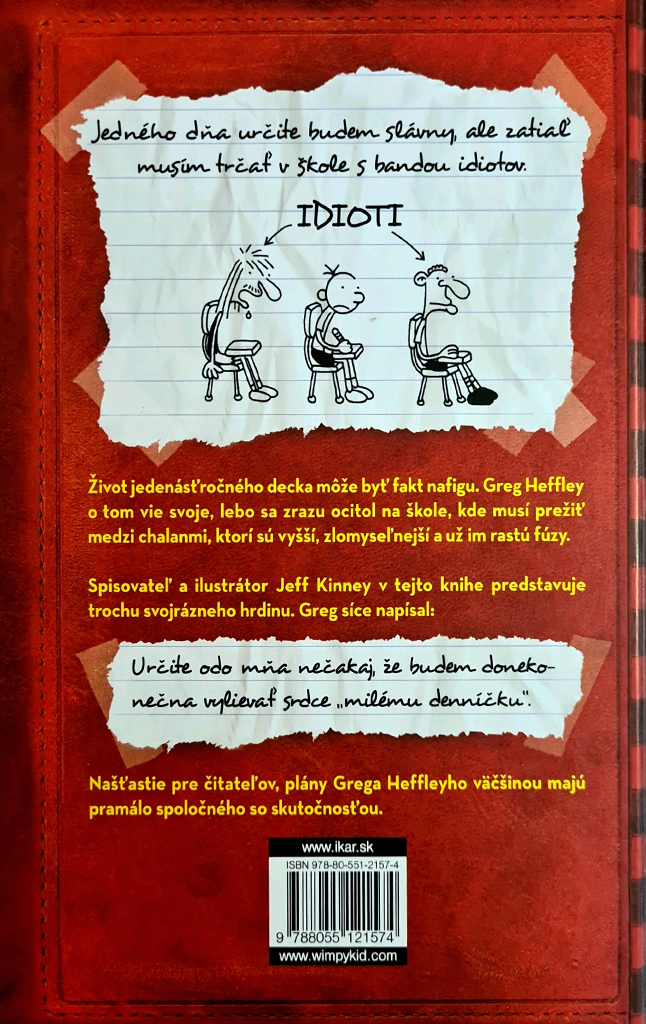 Jedného dňa určite budem slávny, ale zatiaľ
musím trčať v škole s bandou idiotov.
IDIOTI
Život jedenásťročného decka môže byť fakt nafigu. Greg Heffley
o tom vie svoje, lebo sa zrazu ocitol na škole, kde musí prežiť
medzi chalanmi, ktorí sú vyšší, zlomyseľnejší a už im rastú fúzy.
Spisovateľ a ilustrátor Jeff Kinney v tejto knihe predstavuje
trochu svojrázneho hrdinu. Greg síce napísal:
Určite odo mňa nečakaj, že budem doneko-
nečna vylievať srdce „milému denníčku“.
Našťastie pre čitateľov, plány Grega Heffleyho väčšinou majú
pramálo spoločného so skutočnosťou.
www.ikar.sk
ISBN 978-80-551-2157-4
9 788055 121574
www.wimpykid.com